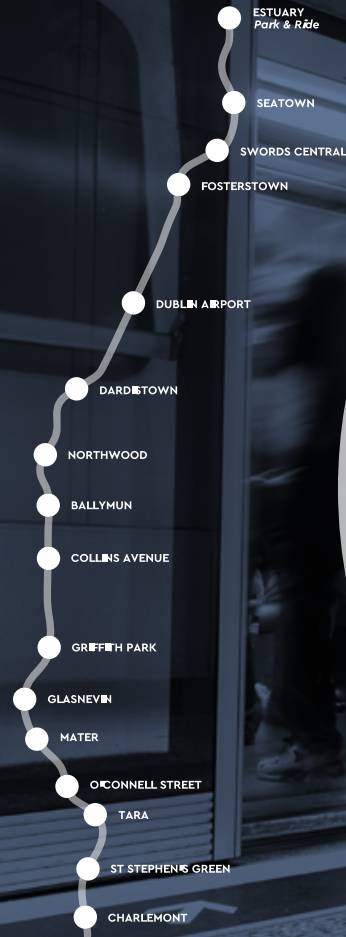 ESTUARY
Park & Ride
SEATOWN
SWORDS CENTRAL
FOSTERSTOWN
DUBLIN AIRPORT
DARDISTOWN
NORTHWOOD
BALLYMUN
COLLINS AVENUE
GRIFFITH PARK
GLASNEVIN
MATER
O'CONNELL STREET
TARA
ST STEPHEN'S GREEN
CHARLEMONT